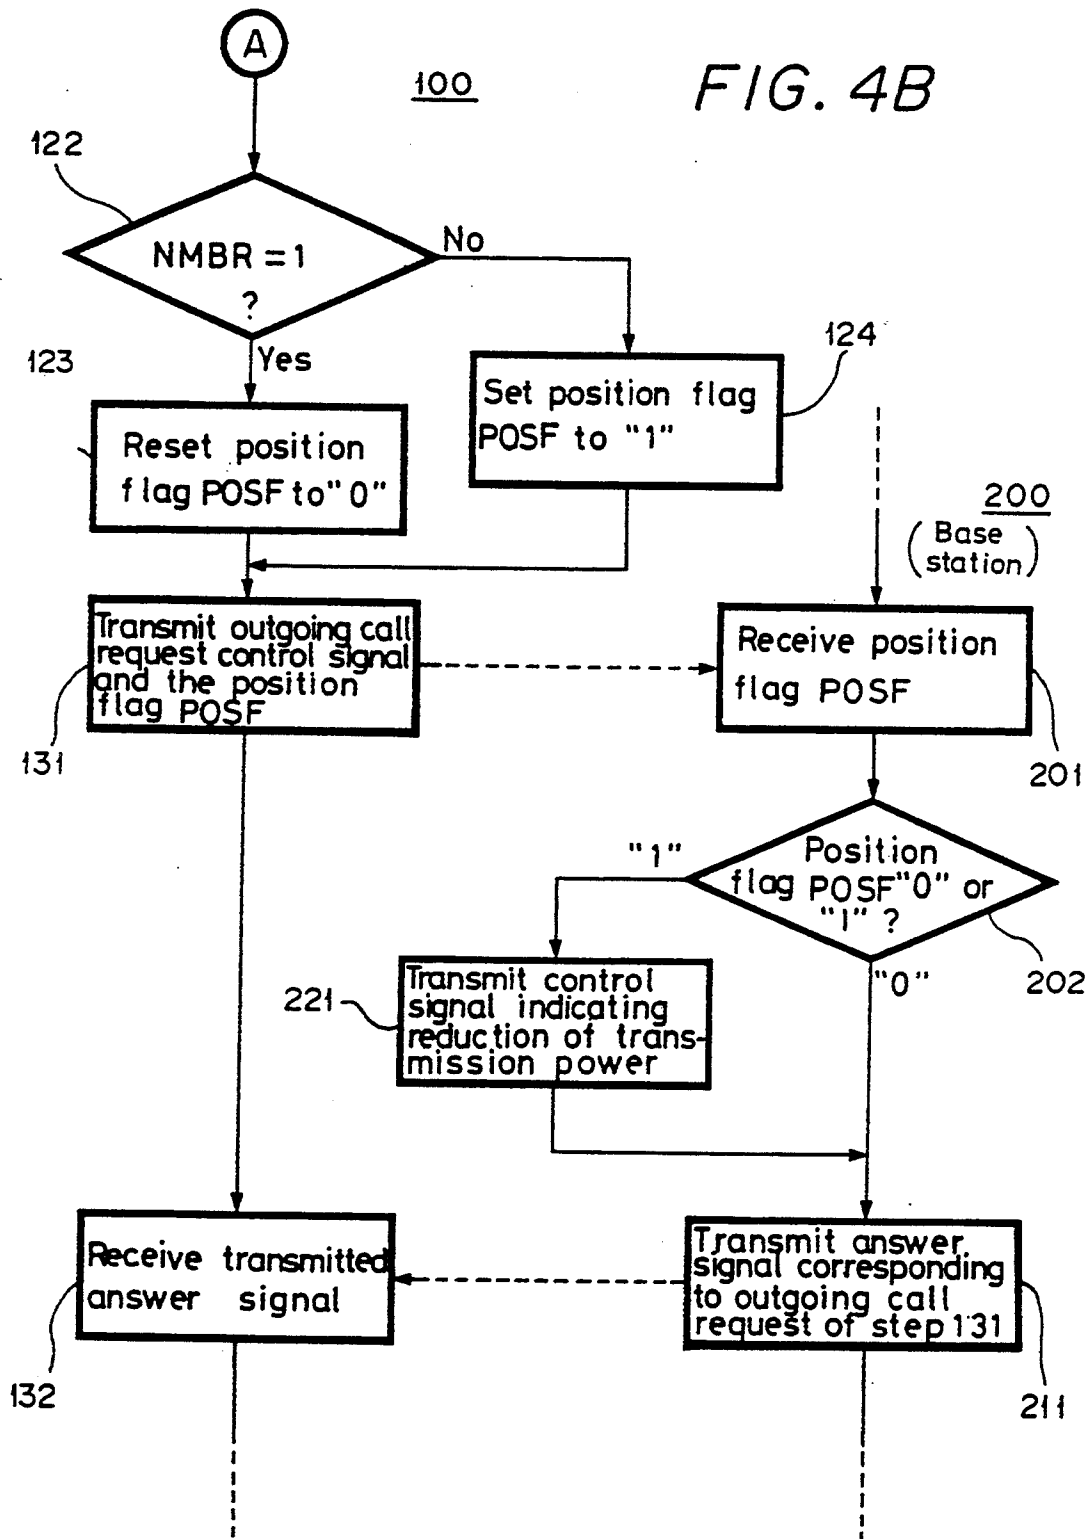 A
100
FIG. 4B
122
NMBR = 1
?
No
Yes
123
124
Set position flag
POSF to "1"
Reset position
flag POSF to "0"
200
(Base
station)
Transmit outgoing call
request control signal
and the position
flag POSF
Receive position
flag POSF
131
201
"1"
Position
flag POSF "0" or
"1" ?
202
"0"
221
Transmit control
signal indicating
reduction of trans-
mission power
Receive transmitted
answer signal
Transmit answer
signal corresponding
to outgoing call
request of step 131
132
211